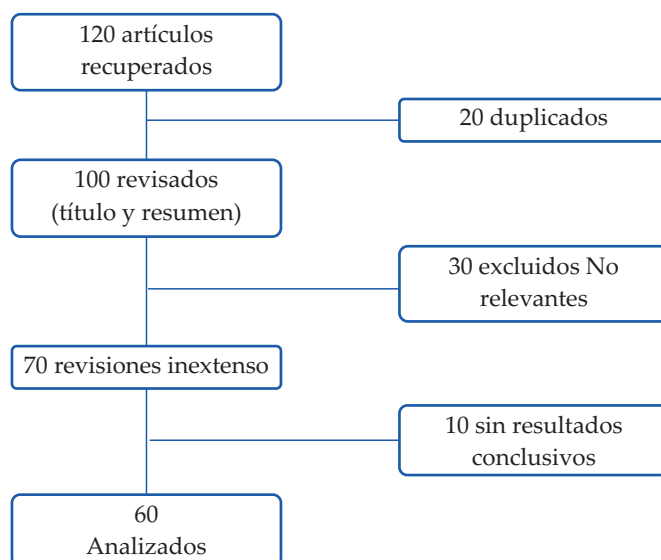 120 artículos
recuperados
20 duplicados
100 revisados
(título y resumen)
30 excluidos No
relevantes
70 revisiones inextenso
10 sin resultados
conclusivos
60
Analizados